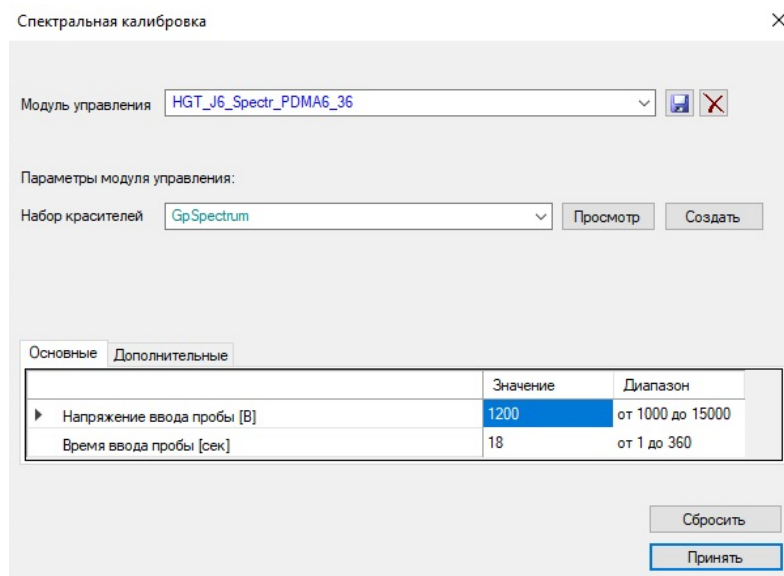 Спектральная калибровка
Модуль управления HGT_J6_Spectr_PDMA6_36
Параметры модуля управления:
Набор красителей GpSpectrum Просмотр Создать
Основные Дополнительные
Значение Диапазон
Напряжение ввода пробы [В] 1200 от 1000 до 15000
Время ввода пробы [сек] 18 от 1 до 360
Сбросить
Принять